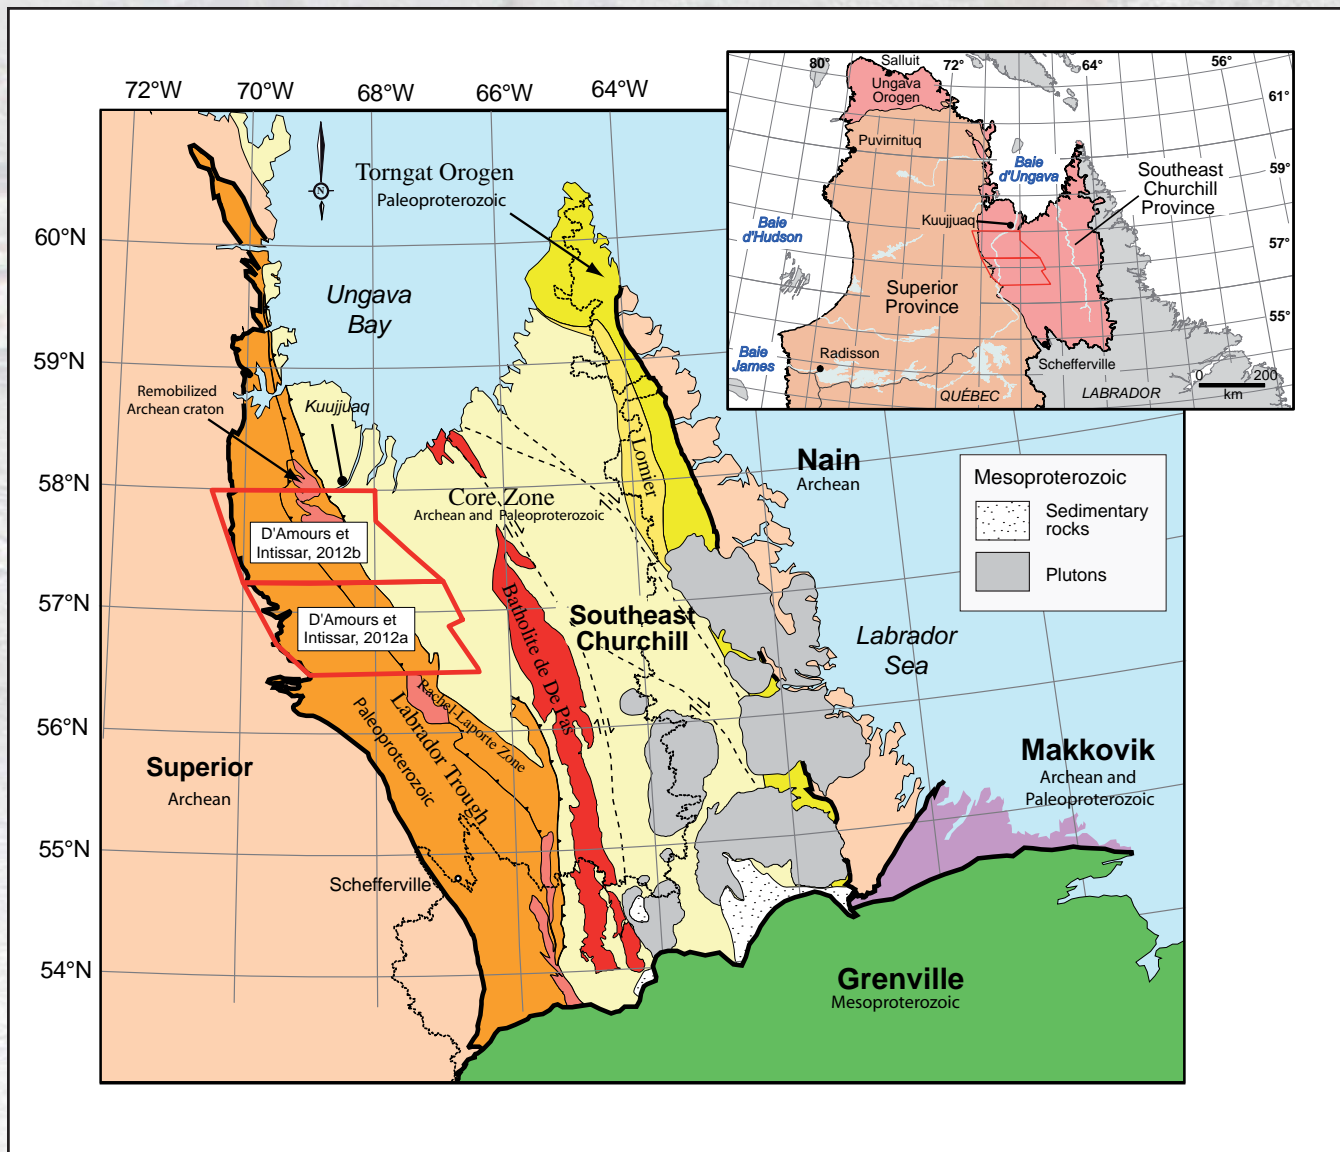 72°W
70°W
68°W
66°W
64°W
60°N
59°N
58°N
57°N
56°N
55°N
54°N
N
Torngat Orogen
Paleoproterozoic
Ungava
Bay
Remobilized
Archean craton
Kuujjuaq
Lomier
Core Zone
Archean and Paleoproterozoic
Nain
Archean
D'Amours et
Intissar, 2012b
D'Amours et
Intissar, 2012a
Batholite de De Pas
Southeast
Churchill
Labrador
Sea
Rachel-Laporte Zone
Labrador Trough
Paleoproterozoic
Superior
Archean
Schefferville
Makkovik
Archean and
Paleoproterozoic
Grenville
Mesoproterozoic
Mesoproterozoic
Sedimentary
rocks
Plutons
80°
72°
64°
56°
61°
59°
57°
55°
Salluit
Ungava
Orogen
Puvirnituq
Baie
d'Ungava
Southeast
Churchill
Province
Kuujjuaq
Baie
d'Hudson
Superior
Province
Baie
James
Radisson
Schefferville
QUÉBEC
LABRADOR
0 200
km